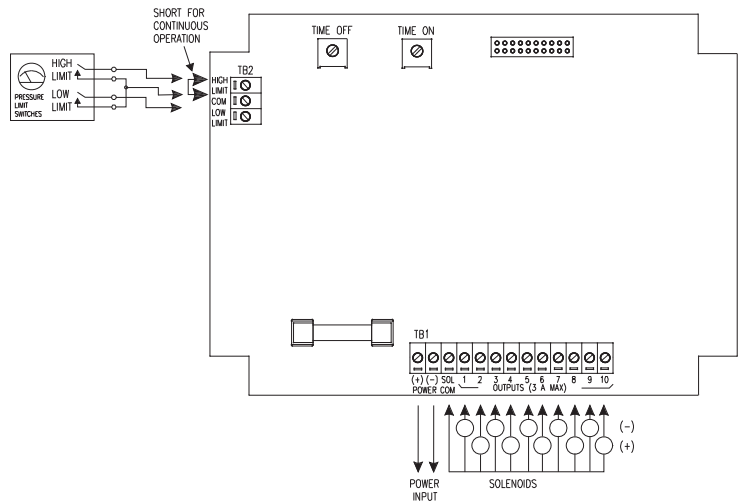 SHORT FOR
CONTINUOUS
OPERATION
TIME OFF
TIME ON
HIGH
LIMIT
LOW
LIMIT
PRESSURE
LIMIT
SWITCHES
TB2
HIGH
LIMIT
COM
LOW
LIMIT
TB1
(+) (-) SOL 1 2 3 4 5 6 7 8 9 10
POWER COM OUTPUTS (3 A MAX)
(-)
(+)
POWER
INPUT
SOLENOIDS